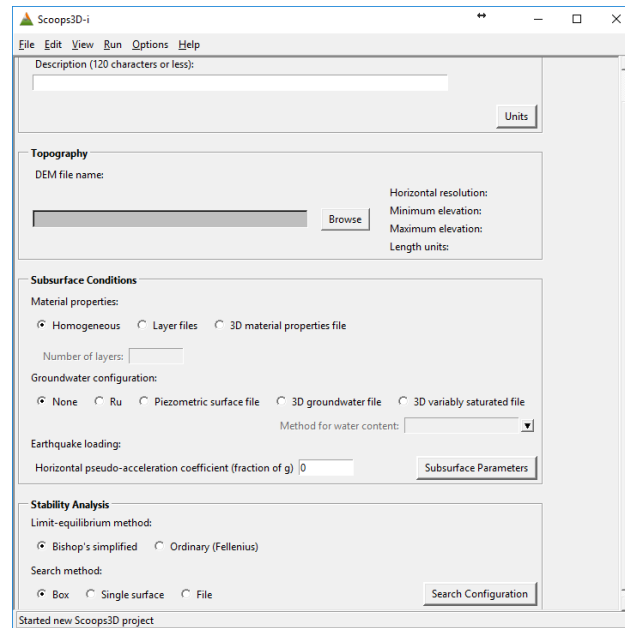 Scoops3D-i
File Edit View Run Options Help
Description (120 characters or less):
Units
Topography
DEM file name:
Horizontal resolution:
Minimum elevation:
Browse
Maximum elevation:
Length units:
Subsurface Conditions
Material properties:
Homogeneous Layer files 3D material properties file
Number of layers:
Groundwater configuration:
None Ru Piezometric surface file 3D groundwater file 3D variably saturated file
Method for water content:
Earthquake loading:
Horizontal pseudo-acceleration coefficient (fraction of g) 0 Subsurface Parameters
Stability Analysis
Limit-equilibrium method:
Bishop's simplified Ordinary (Fellenius)
Search method:
Box Single surface File Search Configuration
Started new Scoops3D project